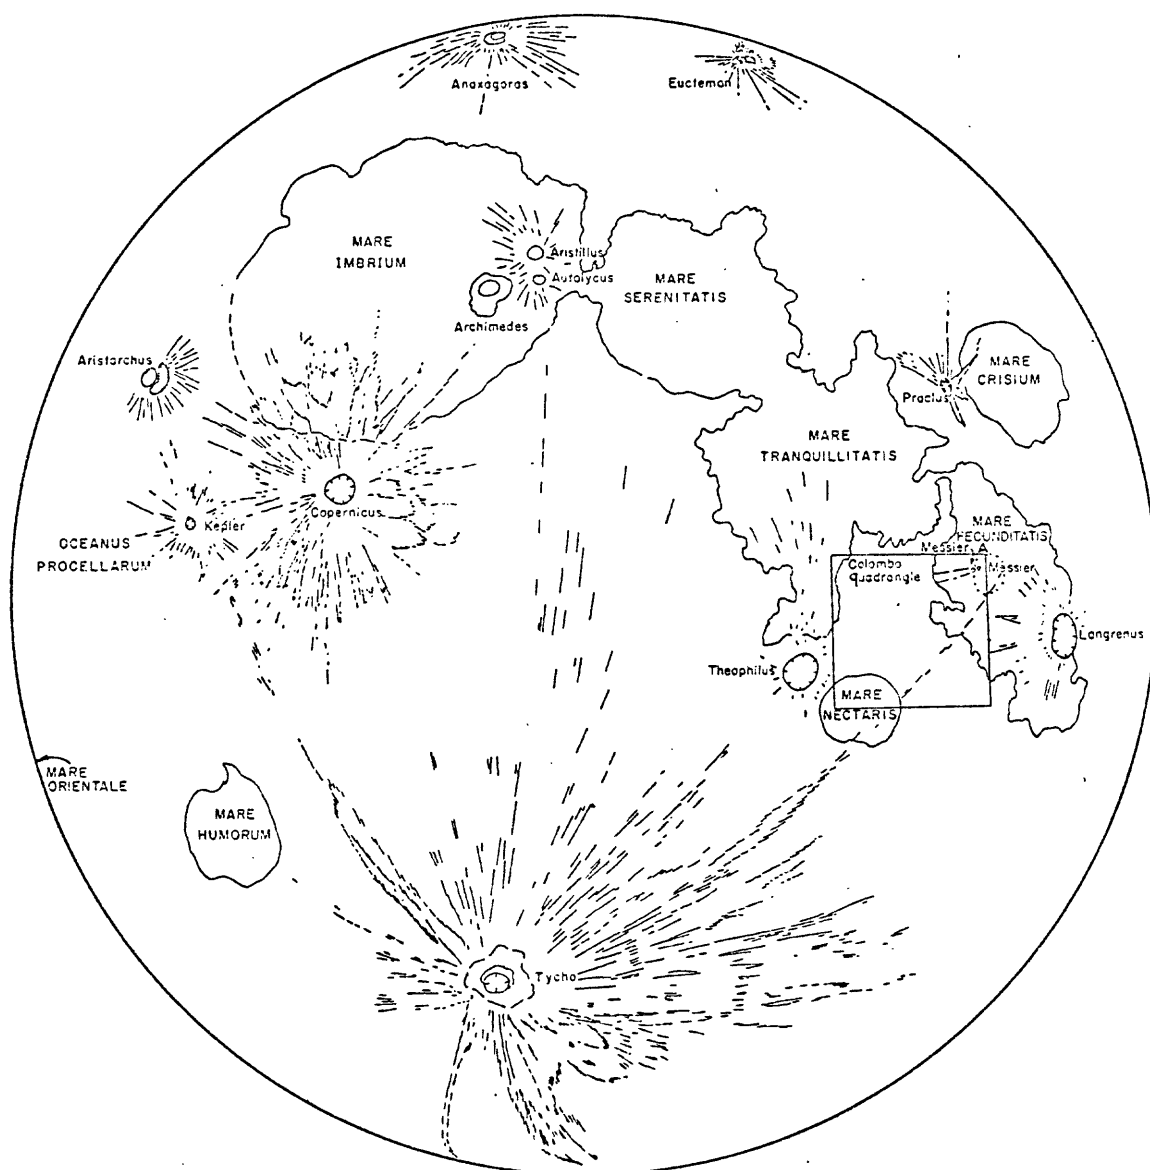 Anaxagoras
Euctemon
MARE
IMBRIUM
Aristillus
Autolycus
Archimedes
MARE
SERENITATIS
Aristarchus
MARE
CRISIUM
Proclus
MARE
TRANQUILLITATIS
Copernicus
Kepler
OCEANUS
PROCELLARUM
MARE
FECUNDITATIS
Messier A
Messier
Colombo
quadrangle
Langrenus
Theophilus
MARE
NECTARIS
MARE
ORIENTALE
MARE
HUMORUM
Tycho